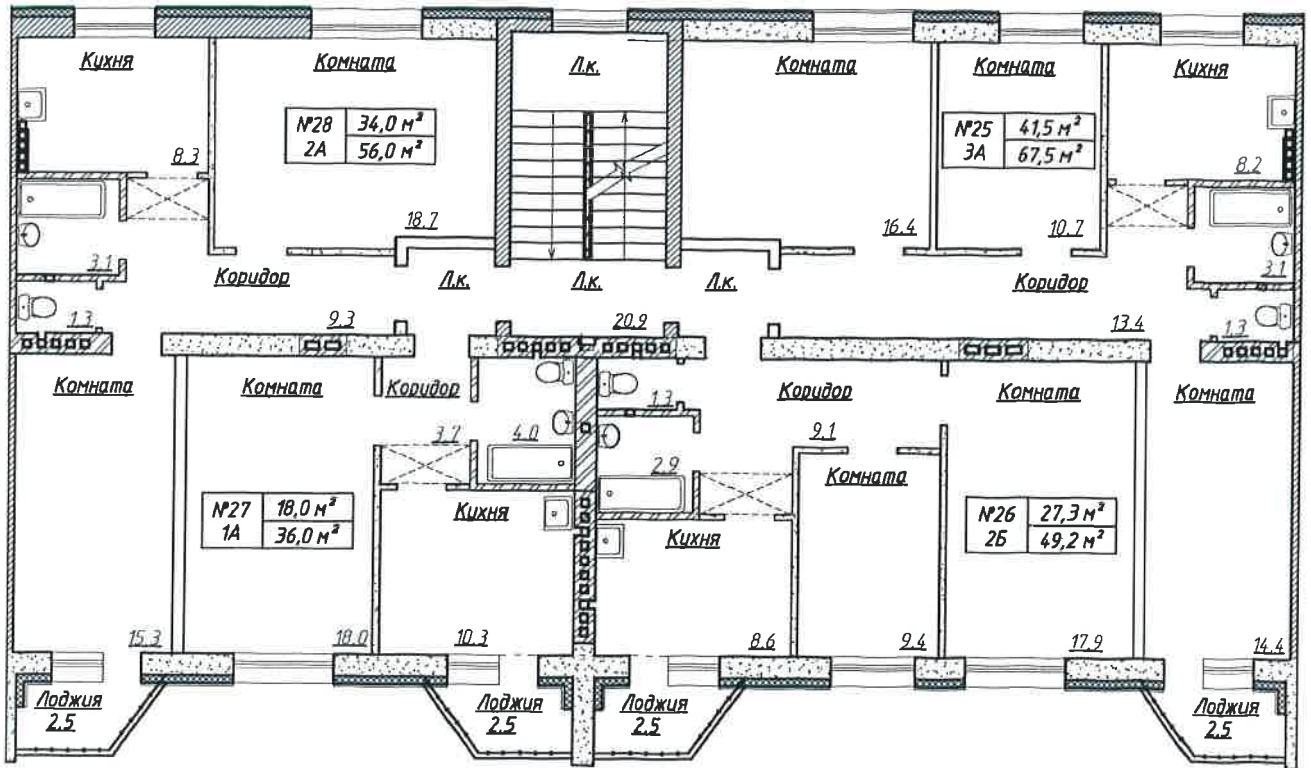 Кухня
Комната
Л.к.
Комната
Комната
Кухня
№28 34,0 м²
2А 56,0 м²
№25 41,5 м²
3А 67,5 м²
8.3
18.7
16.4
10.7
8.2
3.1
Коридор
Л.к.
Л.к.
Л.к.
Коридор
3.1
1.3
9.3
20.9
13.4
1.3
Комната
Комната
Коридор
1.3
Коридор
Комната
Комната
3.7
4.0
2.9
9.1
Комната
№27 18,0 м²
1А 36,0 м²
Кухня
Кухня
№26 27,3 м²
2Б 49,2 м²
15.3
18.0
10.3
8.6
9.4
17.9
14.4
Лоджия
2.5
Лоджия
2.5
Лоджия
2.5
Лоджия
2.5